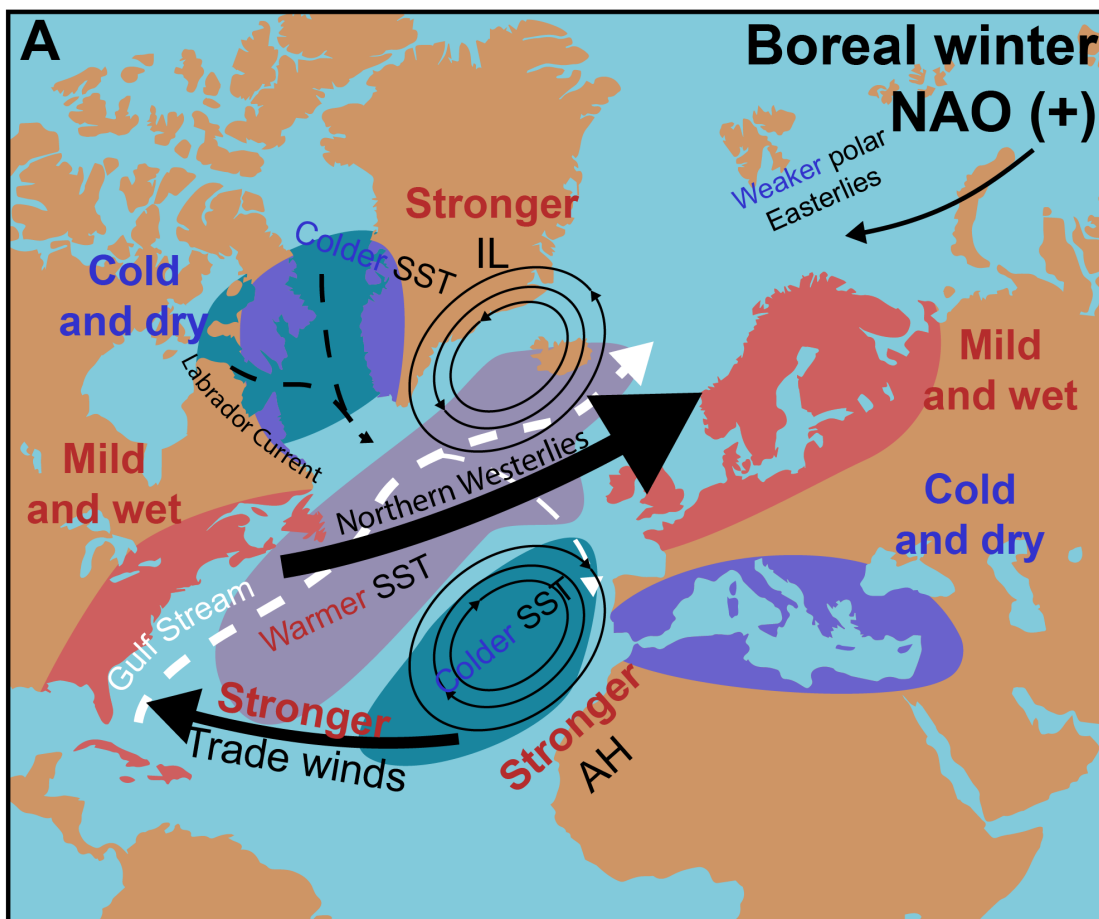 A
Boreal winter
NAO (+)
Weaker polar
Easterlies
Stronger
IL
Colder SST
Cold
and dry
Labrador Current
Mild
and wet
Mild
and wet
Northern Westerlies
Cold
and dry
Gulf Stream
Warmer SST
Colder SST
Stronger
Trade winds
Stronger
AH